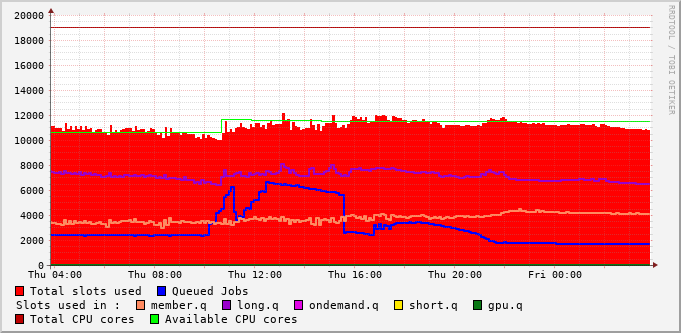 20000
18000
16000
14000
12000
10000
8000
6000
4000
2000
0
Thu 04:00 Thu 08:00 Thu 12:00 Thu 16:00 Thu 20:00 Fri 00:00
Total slots used Queued Jobs
Slots used in : member.q long.q ondemand.q short.q gpu.q
Total CPU cores Available CPU cores
RRDTOOL / TOBI OETIKER